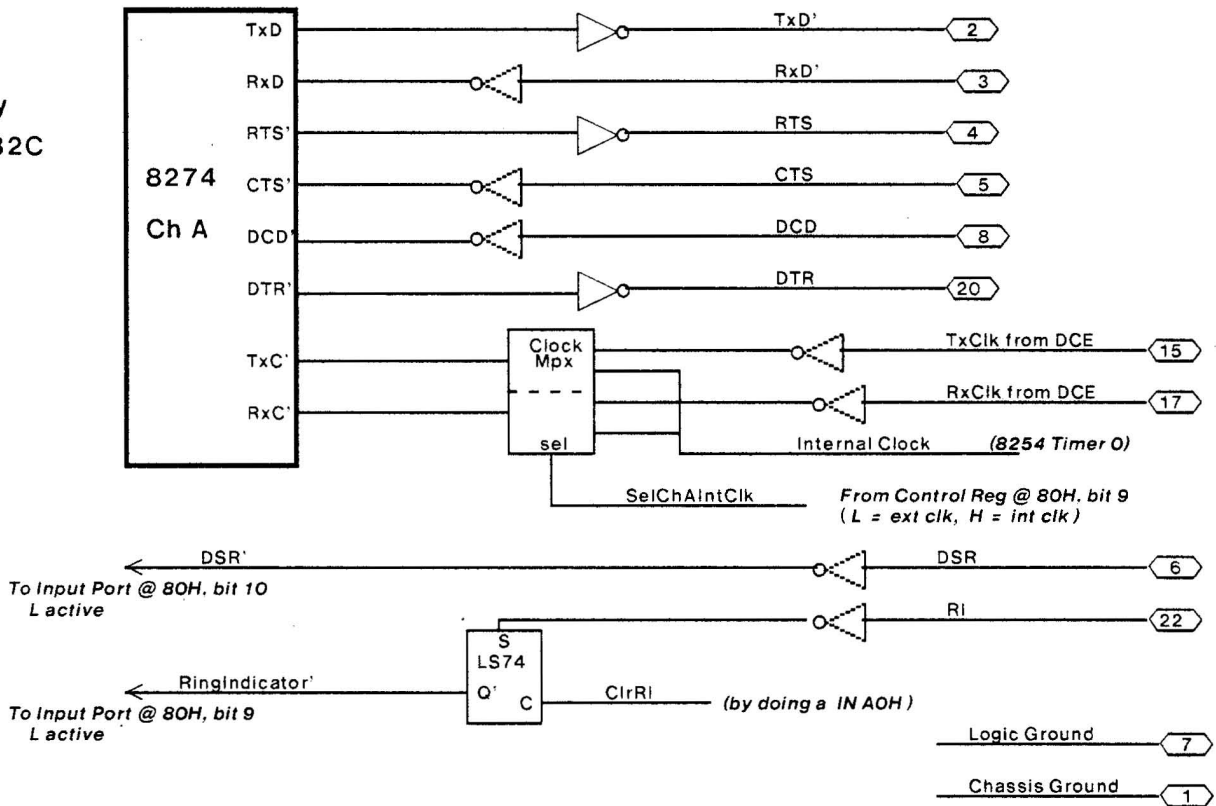 TxD
TxD'
2
RxD
RxD'
3
y
RTS'
RTS
4
32C
8274
CTS'
CTS
5
Ch A
DCD'
DCD
8
DTR'
DTR
20
Clock
Mpx
TxC'
TxClk from DCE
15
RxC'
RxClk from DCE
17
sel
Internal Clock
(8254 Timer 0)
SelChAIntClk
From Control Reg @ 80H, bit 9
( L = ext clk, H = int clk )
DSR'
DSR
6
To Input Port @ 80H, bit 10
L active
RI
22
S
LS74
RingIndicator'
Q'
C
ClrRI
(by doing a IN A0H )
To Input Port @ 80H, bit 9
L active
Logic Ground
7
Chassis Ground
1